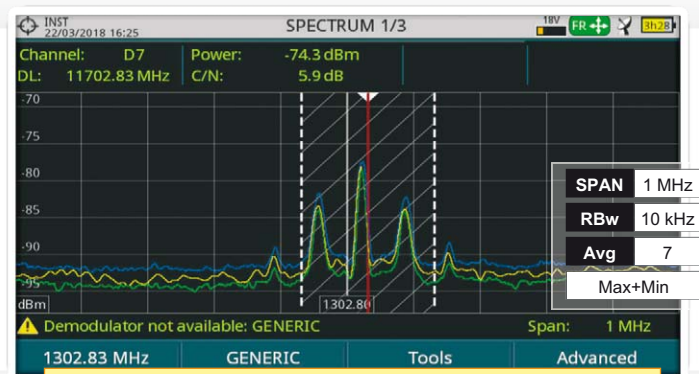 INST
22/03/2018 16:25
SPECTRUM 1/3
18V
FR
3h28
Channel: D7
Power: -74.3 dBm
DL: 11702.83 MHz
C/N: 5.9 dB
-70
-75
-80
-85
-90
-95
dBm
1302.80
SPAN 1 MHz
RBw 10 kHz
Avg 7
Max+Min
Demodulator not available: GENERIC
Span: 1 MHz
1302.83 MHz
GENERIC
Tools
Advanced